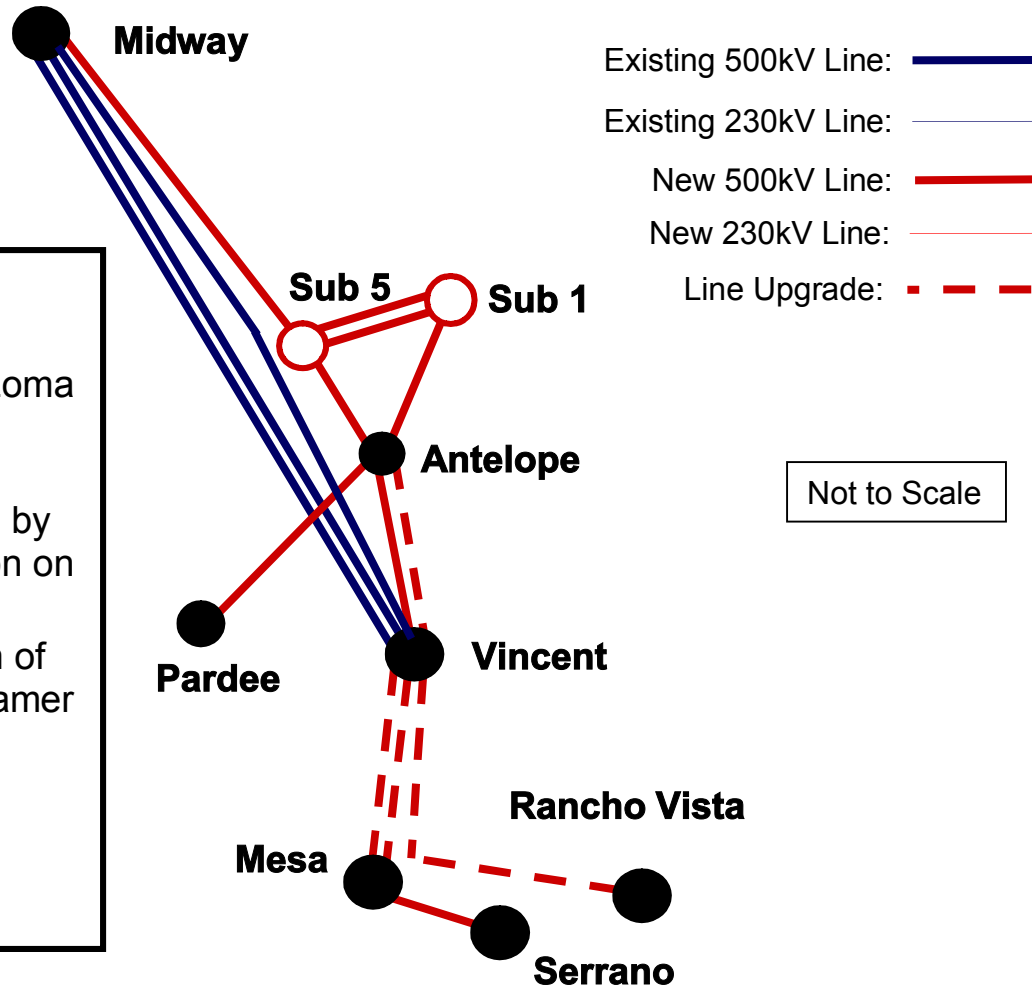 Midway
Existing 500kV Line:
Existing 230kV Line:
New 500kV Line:
New 230kV Line:
Line Upgrade:
Sub 5
Sub 1
oma
by
n on
of
amer
Antelope
Not to Scale
Pardee
Vincent
Rancho Vista
Mesa
Serrano